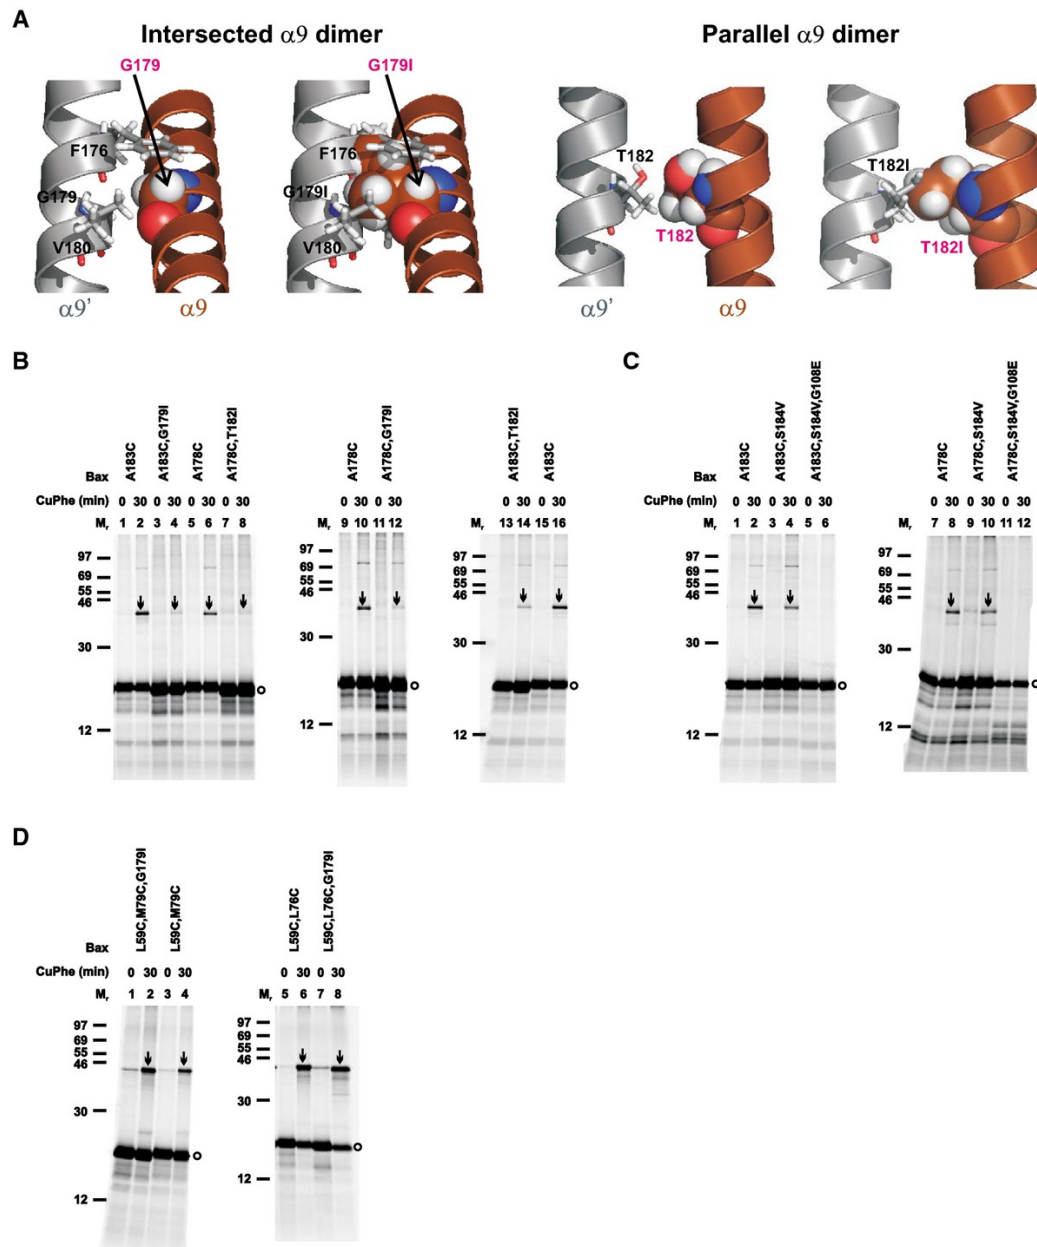 A
Intersected α9 dimer
Parallel α9 dimer
G179
G179I
F176
G179
V180
F176
G179I
V180
T182
T182
T182I
T182I
α9’
α9
α9’
α9
B
Bax
A183C
A183C,G179I
A178C
A178C,T182I
A178C
A178C,G179I
A183C,T182I
A183C
CuPhe (min)
0 30 0 30 0 30 0 30
0 30 0 30
0 30 0 30
Mr 1 2 3 4 5 6 7 8
9 10 11 12
Mr 13 14 15 16
97
69
55
46
30
12
97
69
55
46
30
12
97
69
55
46
30
12
C
Bax
A183C
A183C,S184V
A183C,S184V,G108E
A178C
A178C,S184V
A178C,S184V,G108E
CuPhe (min)
0 30 0 30 0 30
0 30 0 30 0 30
Mr 1 2 3 4 5 6
Mr 7 8 9 10 11 12
97
69
55
46
30
12
97
69
55
46
30
12
D
Bax
L59C,M79C,G179I
L59C,M79C
L59C,L76C
L59C,L76C,G179I
CuPhe (min)
0 30 0 30
0 30 0 30
Mr 1 2 3 4
Mr 5 6 7 8
97
69
55
46
30
12
97
69
55
46
30
12